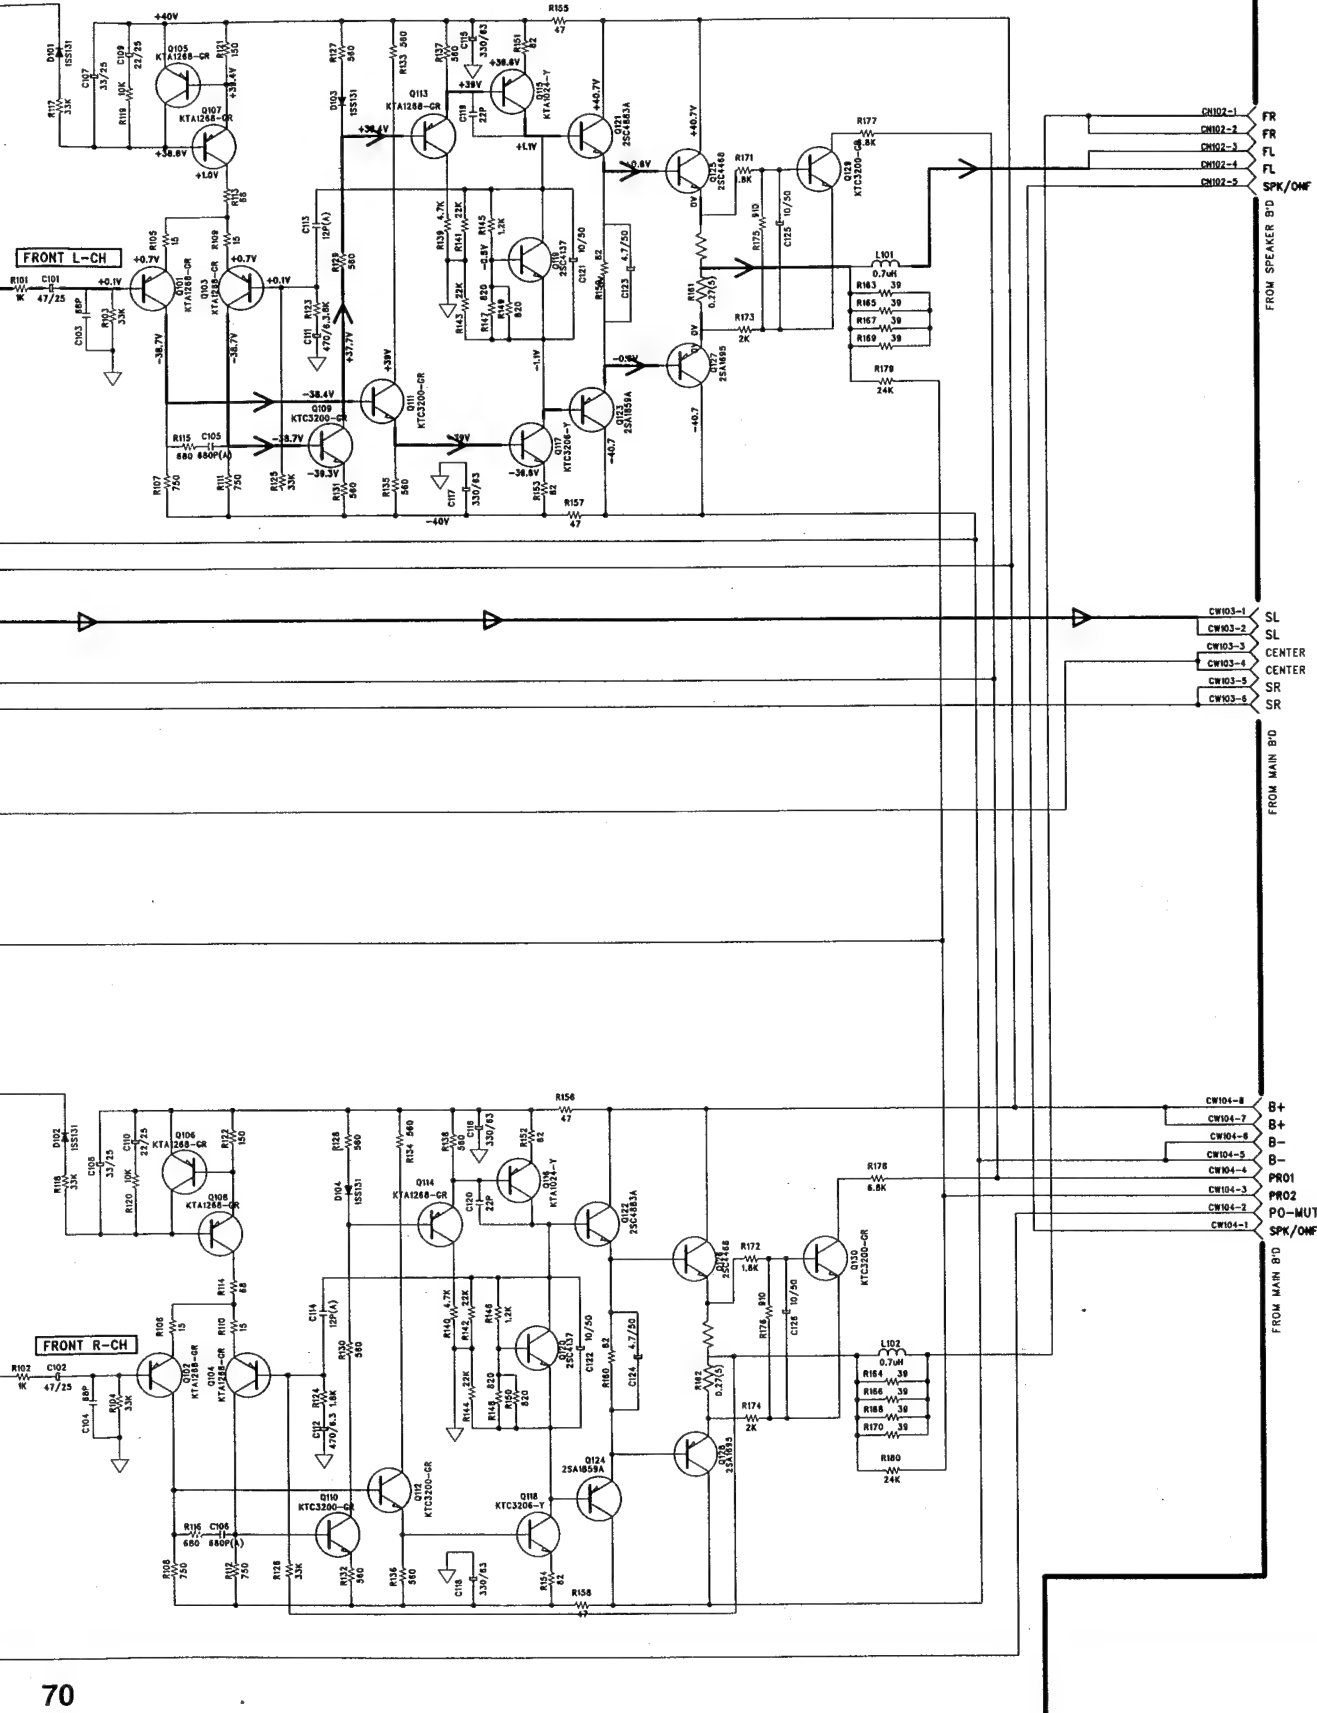 R155
47
+40V
D101
1SS131
R117
33K
C107
33/25
C109
22/25
R119
10K
Q105
KTA1268-GR
R121
150
+39.4V
Q107
KTA1268-GR
+38.8V
+1.0V
R113
68
R127
560
D103
1SS131
R133 560
R137
560
C115
330/63
R151
82
+38.8V
Q115
KTA1024-Y
Q113
KTA1268-GR
+39V
C119
22P
+38.4V
+1.1V
+40.7V
Q121
2SC4883A
+40.7V
+0.6V
Q125
2SC4468
0V
R171
1.8K
R177
6.8K
Q129
KTC3200-GR
R175
910
C125
10/50
R173
2K
R161
0.27(5)
0V
Q127
2SA1695
-40.7
L101
0.7uH
R163 39
R165 39
R167 39
R169 39
R179
24K
FRONT L-CH
R101
1K
C101
47/25
+0.1V
C103
68P
R103
33K
R105
15
+0.7V
Q101
KTA1268-GR
R109
15
+0.7V
Q103
KTA1268-GR
+0.1V
-38.7V
-38.7V
C113
12P(A)
R123
1.8K
C111
470/6.3
R129
560
+37.7V
+39V
R139
4.7K
R141
22K
R145
1.2K
-0.5V
R143
22K
R147
820
R149
820
Q119
2SC4137
C121
10/50
R159
82
C123
4.7/50
-1.1V
-0.6V
-38.4V
Q111
KTC3200-GR
Q109
KTC3200-GR
-38.7V
-39.3V
-39V
Q117
KTC3206-Y
-38.8V
Q123
2SA1859A
-40.7
R115
680
C105
680P(A)
R107
750
R111
750
R125
33K
R131
560
R135
560
C117
330/63
R153
82
R157
47
-40V
CN102-1 FR
CN102-2 FR
CN102-3 FL
CN102-4 FL
CN102-5 SPK/ONF
FROM SPEAKER B'D
CW103-1 SL
CW103-2 SL
CW103-3 CENTER
CW103-4 CENTER
CW103-5 SR
CW103-6 SR
FROM MAIN B'D
R156
47
D102
1SS131
R118
33K
C108
33/25
C110
22/25
R120
10K
Q106
KTA1268-GR
R122
150
Q108
KTA1268-GR
R114
68
R128
560
D104
1SS131
R134 560
R138
560
C116
330/63
R152
82
Q116
KTA1024-Y
Q114
KTA1268-GR
C120
22P
Q122
2SC4883A
Q126
2SC4468
R172
1.8K
R178
6.8K
Q130
KTC3200-GR
R176
910
C126
10/50
R174
2K
R162
0.27(5)
Q128
2SA1695
L102
0.7uH
R164 39
R166 39
R168 39
R170 39
R180
24K
FRONT R-CH
R102
1K
C102
47/25
C104
68P
R104
33K
R106
15
Q102
KTA1268-GR
R110
15
Q104
KTA1268-GR
C114
12P(A)
R124
1.8K
C112
470/6.3
R130
560
R140
4.7K
R142
22K
R146
1.2K
R144
22K
R148
820
R150
820
Q120
2SC4137
C122
10/50
R160
82
C124
4.7/50
Q112
KTC3200-GR
Q110
KTC3200-GR
Q118
KTC3206-Y
Q124
2SA1859A
R116
680
C106
680P(A)
R108
750
R112
750
R126
33K
R132
560
R136
560
C118
330/63
R154
82
R158
47
CW104-8 B+
CW104-7 B+
CW104-6 B-
CW104-5 B-
CW104-4 PRO1
CW104-3 PRO2
CW104-2 PO-MUT
CW104-1 SPK/ONF
FROM MAIN B'D
70